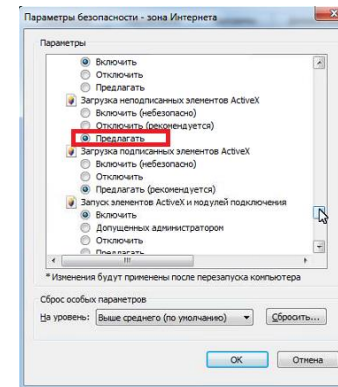 Параметры безопасности - зона Интернета
Параметры
Включить
Отключить
Предлагать
Загрузка неподписанных элементов ActiveX
Включить (небезопасно)
Отключить (рекомендуется)
Предлагать
Загрузка подписанных элементов ActiveX
Включить (небезопасно)
Отключить
Предлагать (рекомендуется)
Запуск элементов ActiveX и модулей подключения
Включить
Допущенных администратором
Отключить
Предлагать
* Изменения будут применены после перезапуска компьютера
Сброс особых параметров
На уровень: Выше среднего (по умолчанию) Сбросить...
ОК Отмена